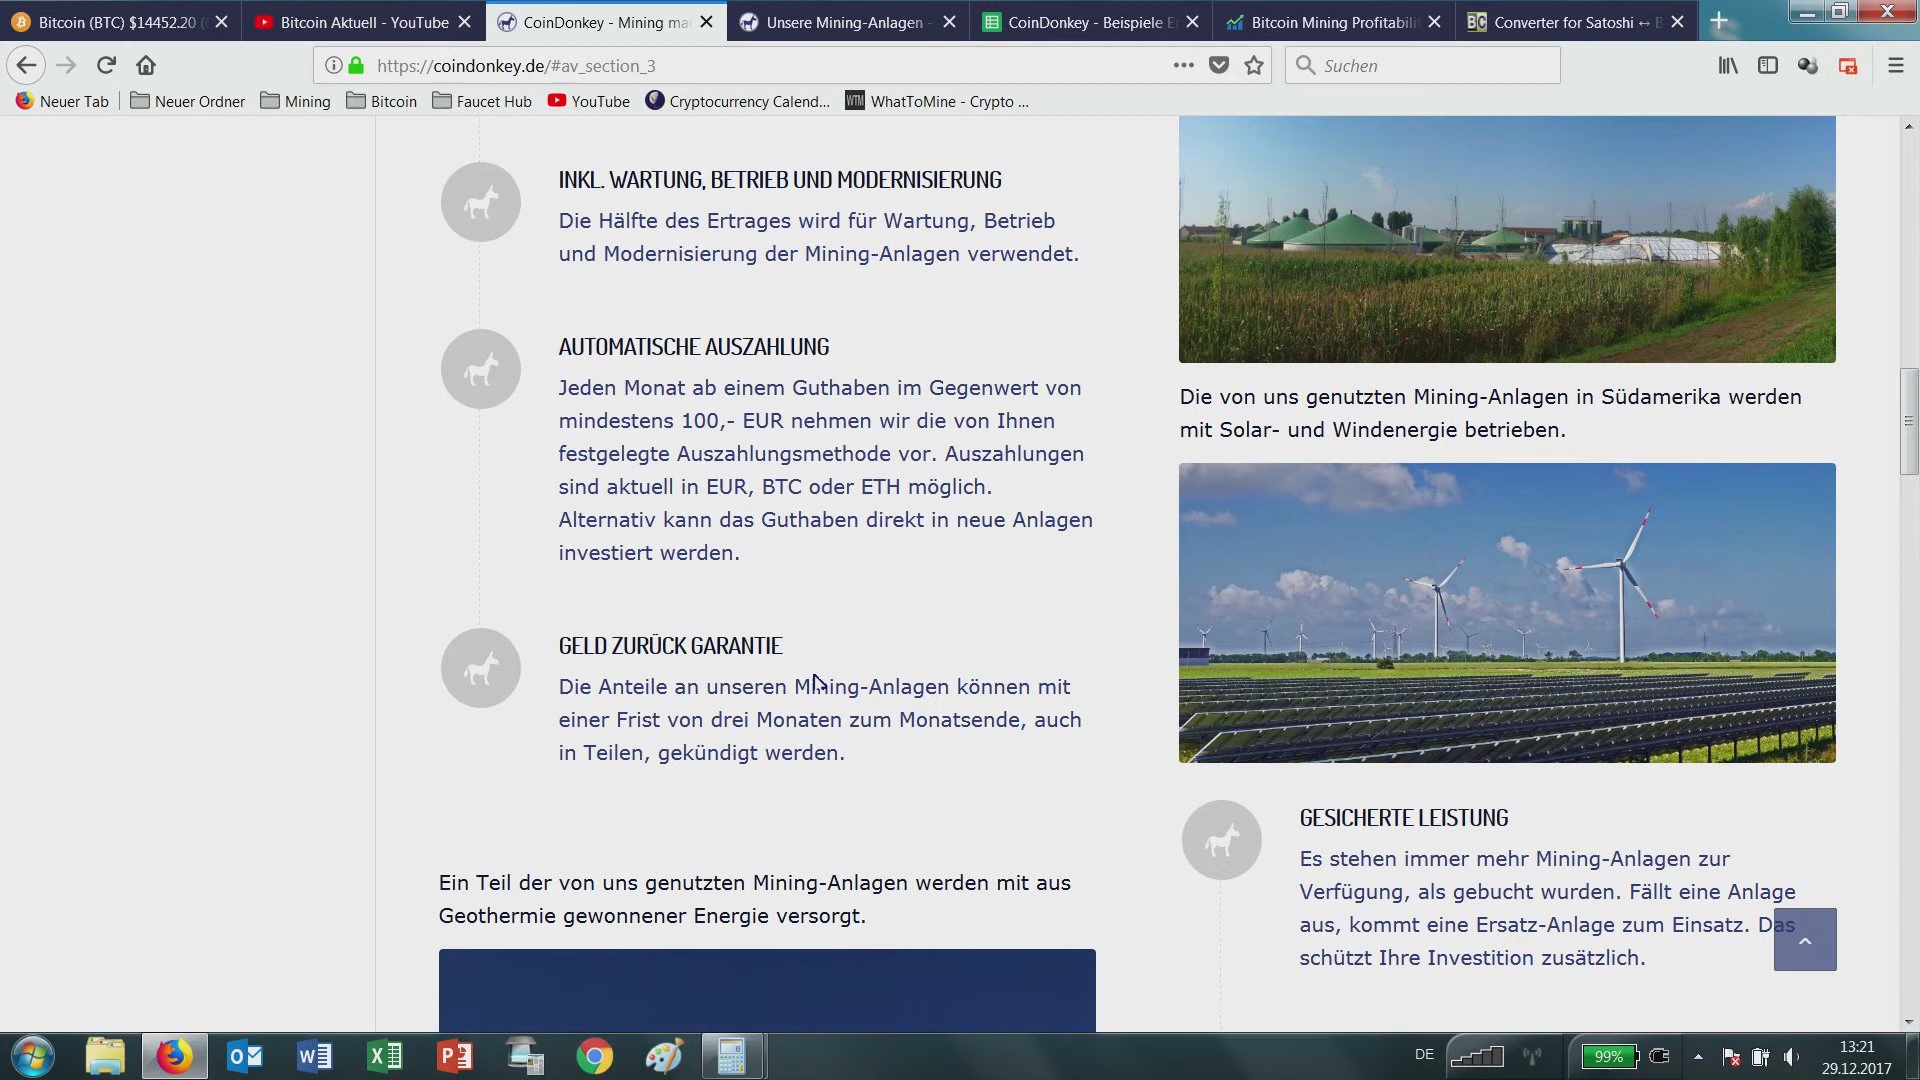 Bitcoin (BTC) $14452.20 (
Bitcoin Aktuell - YouTube
CoinDonkey - Mining mac
Unsere Mining-Anlagen -
CoinDonkey - Beispiele E
Bitcoin Mining Profitabili
Converter for Satoshi ↔ B
https://coindonkey.de/#av_section_3
Suchen
Neuer Tab
Neuer Ordner
Mining
Bitcoin
Faucet Hub
YouTube
Cryptocurrency Calend...
WTM
WhatToMine - Crypto ...
INKL. WARTUNG, BETRIEB UND MODERNISIERUNG
Die Hälfte des Ertrages wird für Wartung, Betrieb
und Modernisierung der Mining-Anlagen verwendet.
AUTOMATISCHE AUSZAHLUNG
Jeden Monat ab einem Guthaben im Gegenwert von
mindestens 100,- EUR nehmen wir die von Ihnen
festgelegte Auszahlungsmethode vor. Auszahlungen
sind aktuell in EUR, BTC oder ETH möglich.
Alternativ kann das Guthaben direkt in neue Anlagen
investiert werden.
GELD ZURÜCK GARANTIE
Die Anteile an unseren Mining-Anlagen können mit
einer Frist von drei Monaten zum Monatsende, auch
in Teilen, gekündigt werden.
Ein Teil der von uns genutzten Mining-Anlagen werden mit aus
Geothermie gewonnener Energie versorgt.
Die von uns genutzten Mining-Anlagen in Südamerika werden
mit Solar- und Windenergie betrieben.
GESICHERTE LEISTUNG
Es stehen immer mehr Mining-Anlagen zur
Verfügung, als gebucht wurden. Fällt eine Anlage
aus, kommt eine Ersatz-Anlage zum Einsatz. Das
schützt Ihre Investition zusätzlich.
DE
99%
13:21
29.12.2017